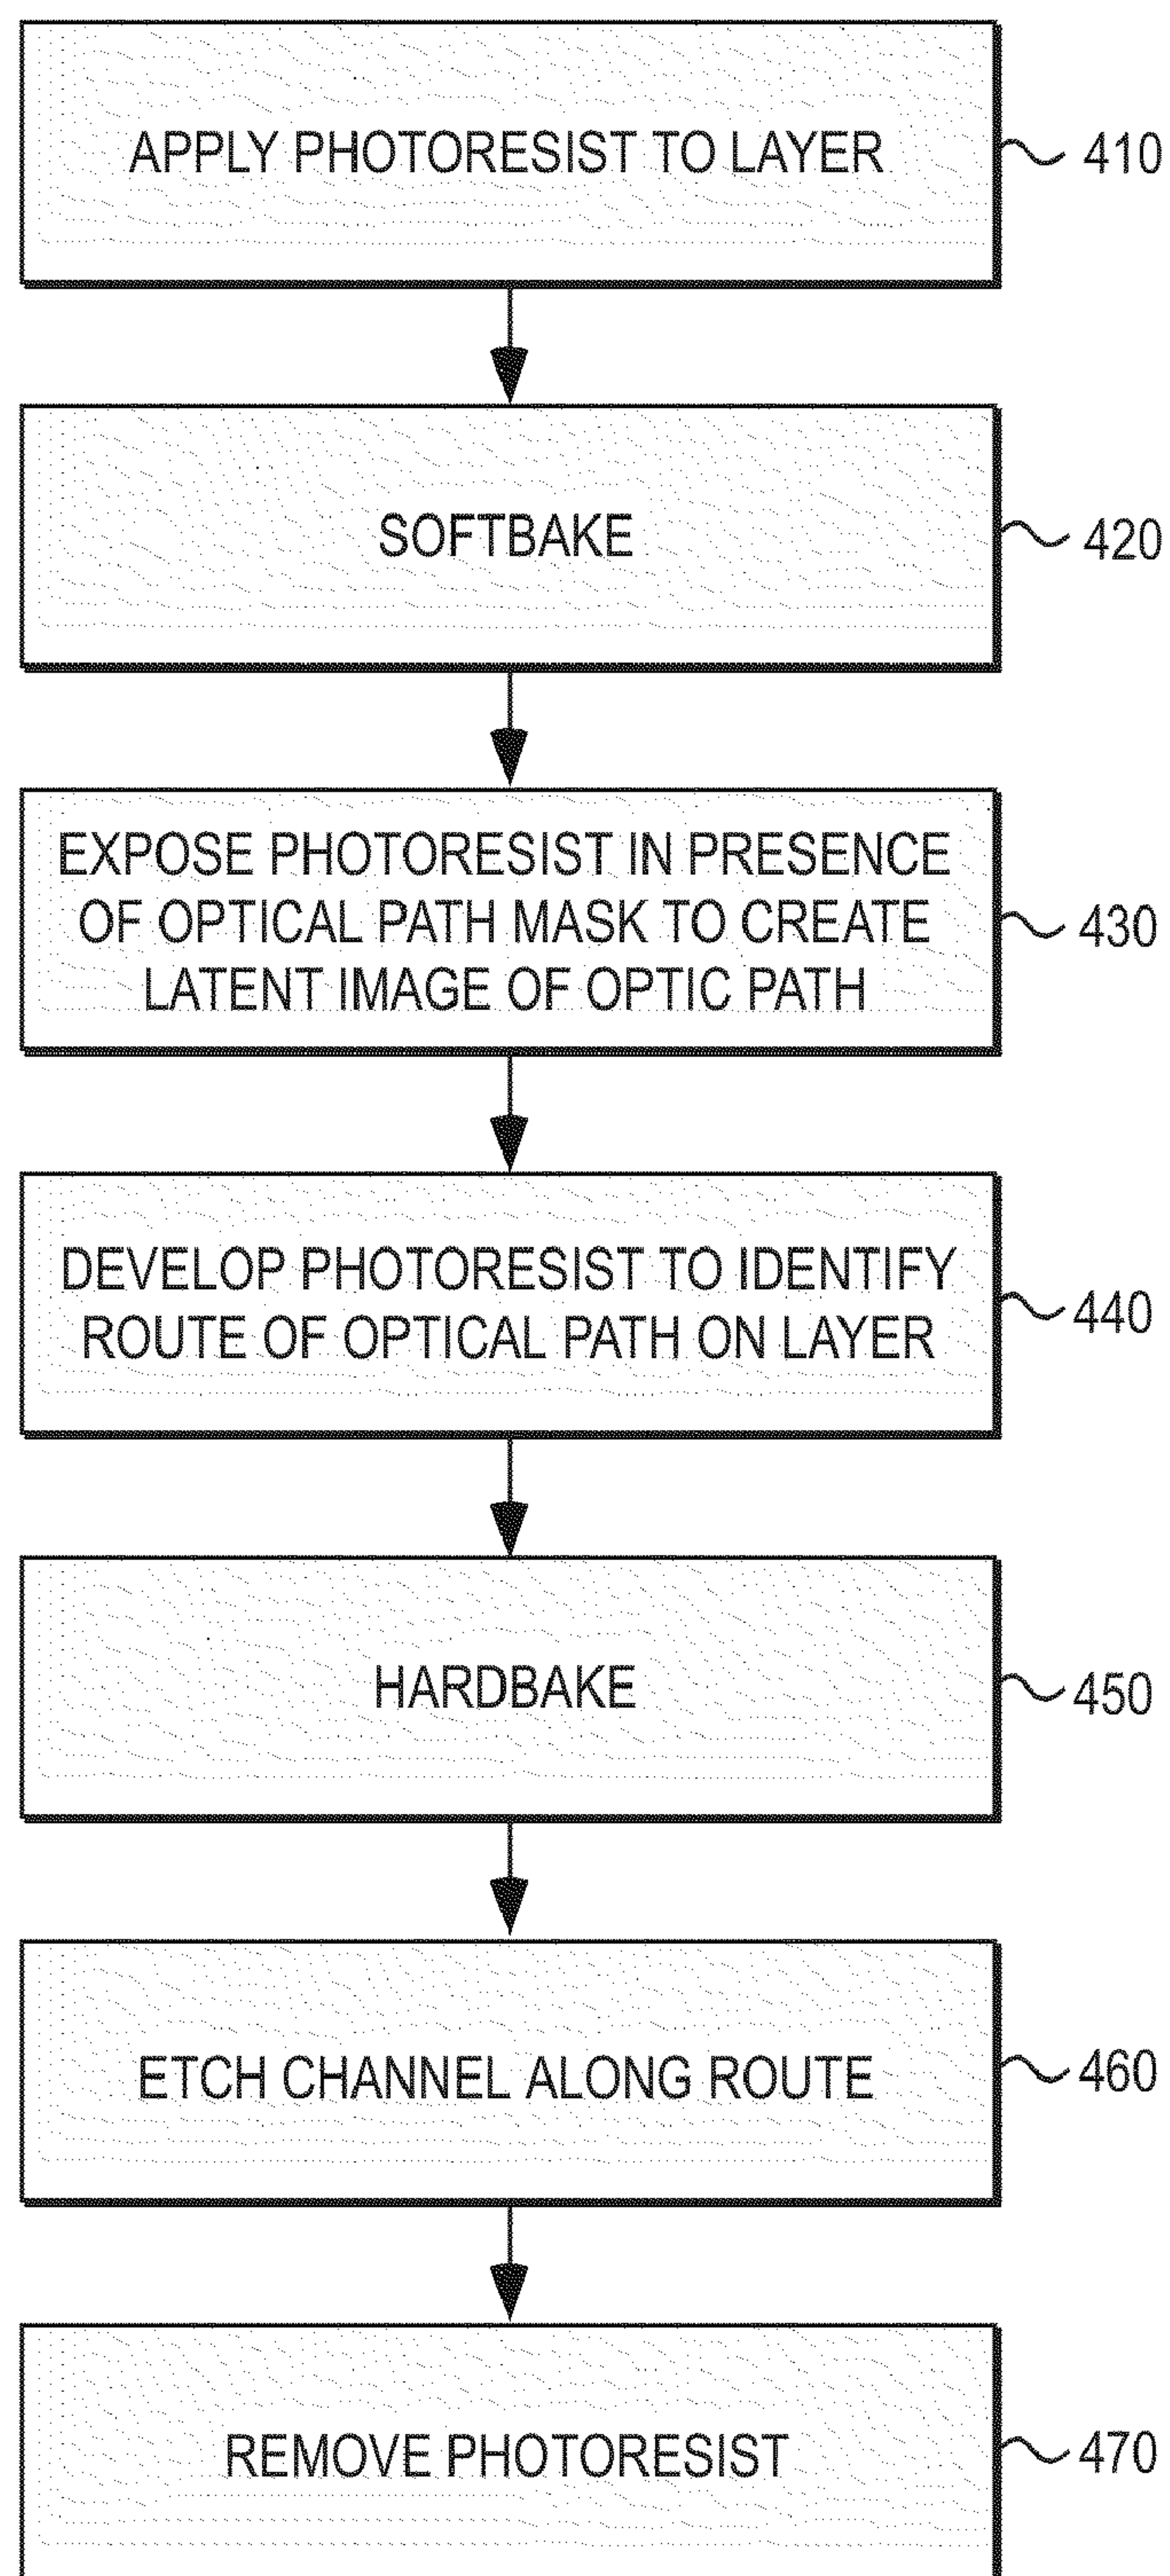 APPLY PHOTORESIST TO LAYER
410
SOFTBAKE
420
EXPOSE PHOTORESIST IN PRESENCE
OF OPTICAL PATH MASK TO CREATE
LATENT IMAGE OF OPTIC PATH
430
DEVELOP PHOTORESIST TO IDENTIFY
ROUTE OF OPTICAL PATH ON LAYER
440
HARDBAKE
450
ETCH CHANNEL ALONG ROUTE
460
REMOVE PHOTORESIST
470